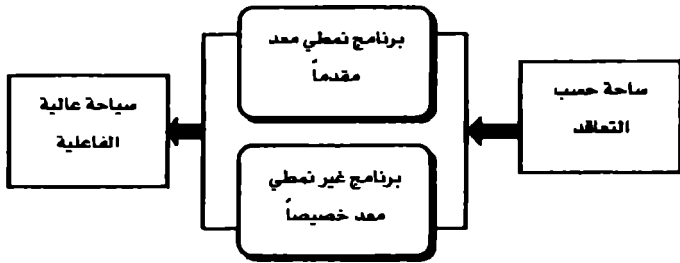 ساحة حسب
التعاقد
برنامج نمطي معد
مقدماً
برنامج غير نمطي
معد خصيصاً
سياحة عالية
الفاعلية